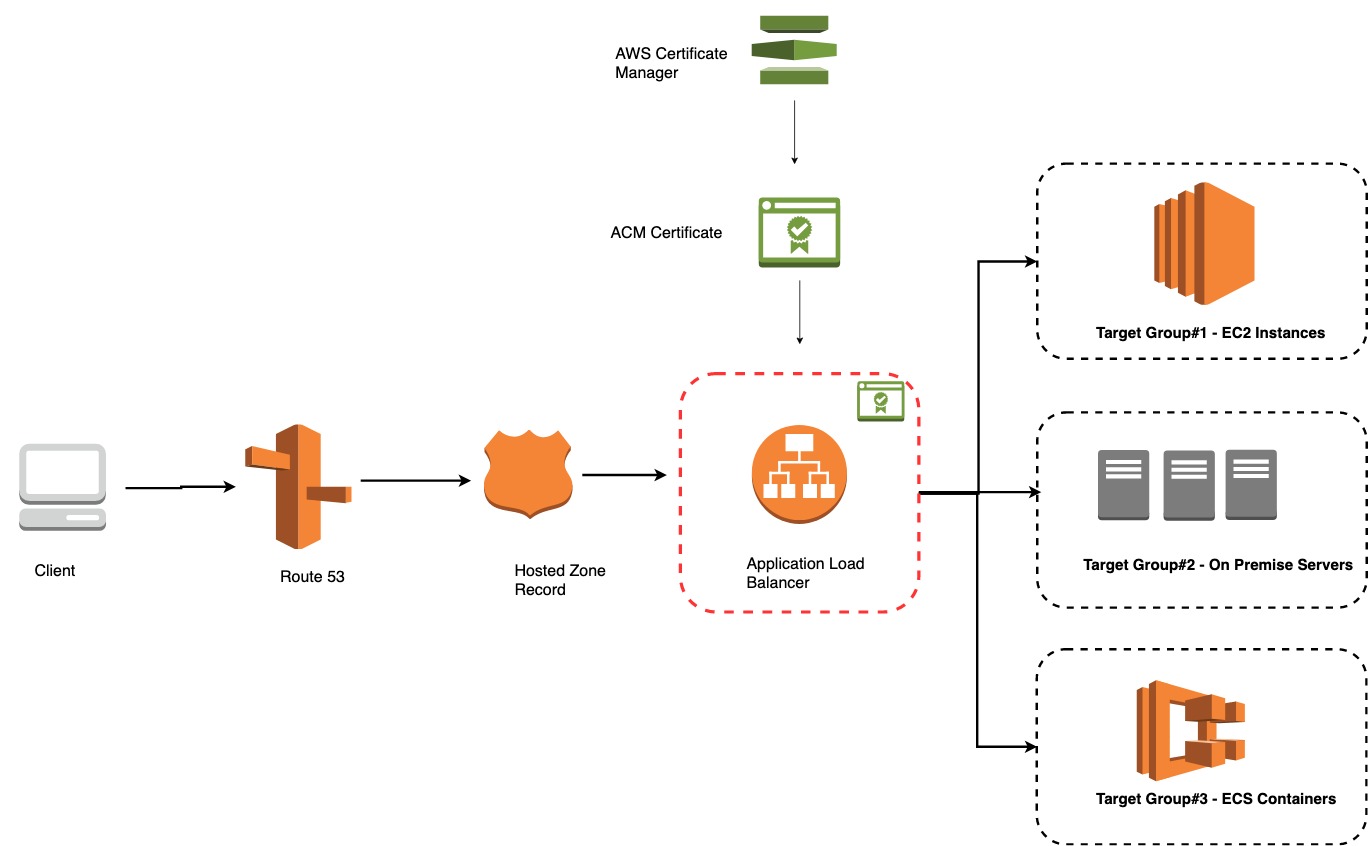 AWS Certificate
Manager
ACM Certificate
Target Group#1 - EC2 Instances
Client
Route 53
Hosted Zone
Record
Application Load
Balancer
Target Group#2 - On Premise Servers
Target Group#3 - ECS Containers